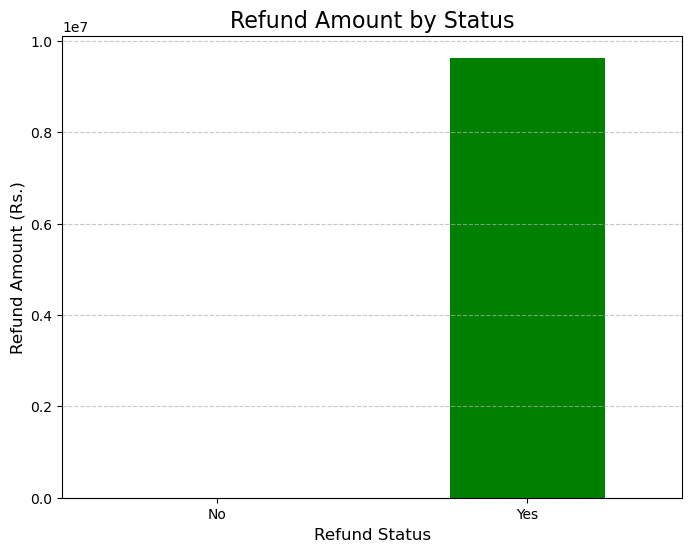 Refund Amount by Status
1e7
1.0
0.8
0.6
0.4
0.2
0.0
Refund Amount (Rs.)
No Yes
Refund Status